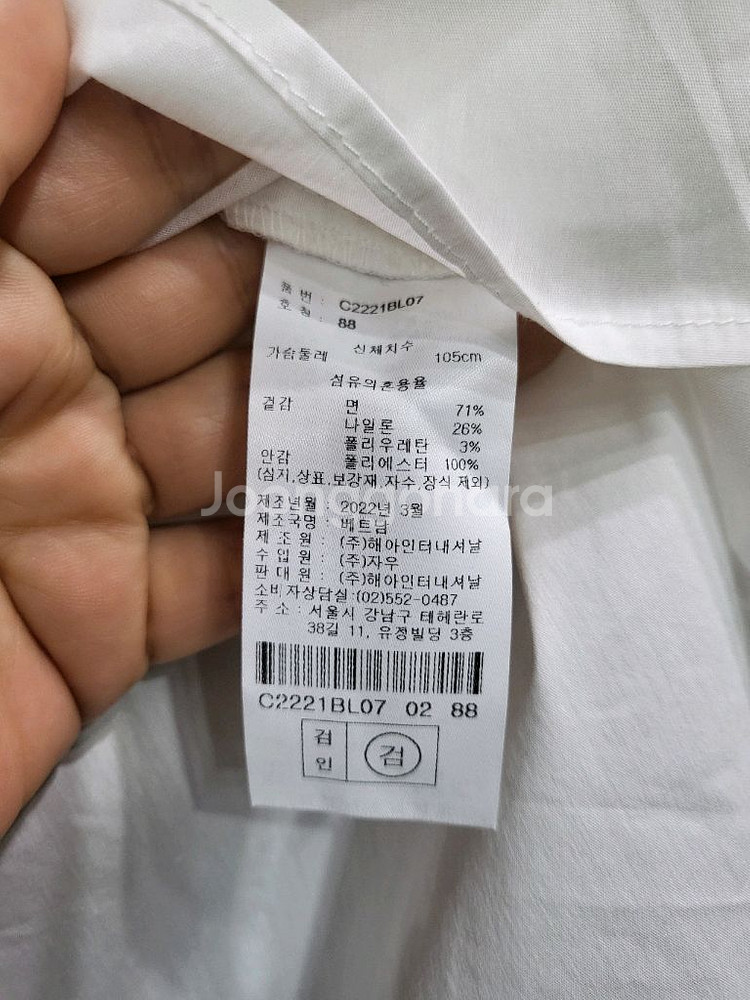 품 번 : C2221BL07
호 칭 : 88
신체치수
가슴둘레 105cm
섬유의혼용율
겉감 면 71%
나일론 26%
폴리우레탄 3%
안감 폴리에스터 100%
(심지,상표,보강재,자수,장식 제외)
제조년월 : 2022년 3월
제조국명 : 베트남
제 조 원 : (주)해아인터내셔날
수 입 원 : (주)자우
판 매 원 : (주)해아인터내셔날
소비자상담실:(02)552-0487
주 소 : 서울시 강남구 테헤란로
38길 11, 유정빌딩 3층
C2221BL07 02 88
검인 검